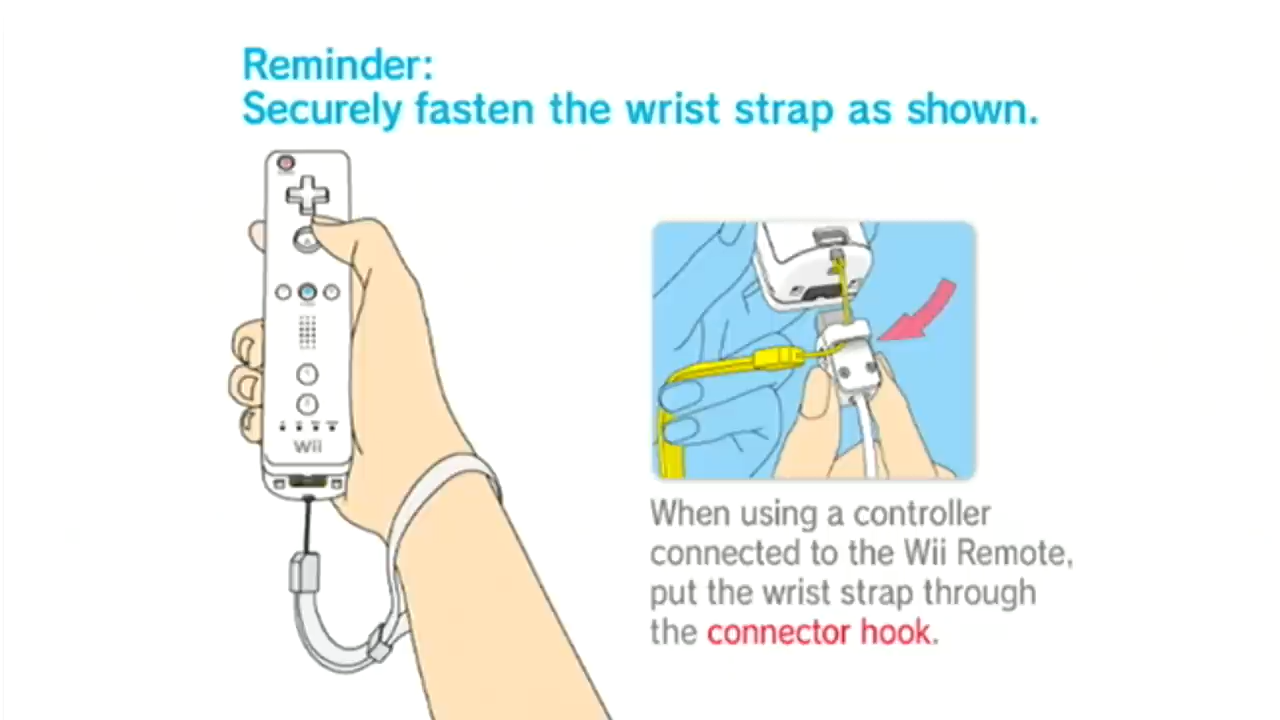 Reminder:
Securely fasten the wrist strap as shown.
Wii
When using a controller
connected to the Wii Remote,
put the wrist strap through
the connector hook.